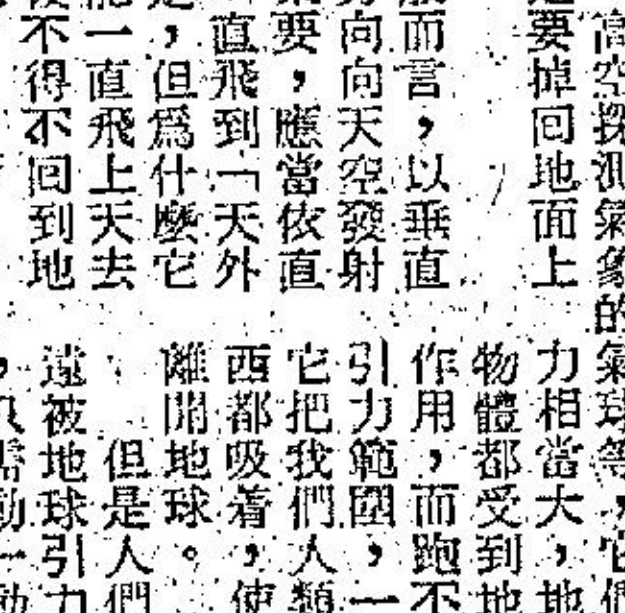 高空探測氣象的氣球等，它們
要掉回地面上
而言，以垂直
向向天空發射
要，應當依直
直飛到「天外
，但爲什麽它
一直飛上天去
不得不回到地
力相當大，地
物體都受到地
作用，而跑不
引力範圍，一
它把我們人類
西都吸着，使
離開地球。
但是人們
遠被地球引力